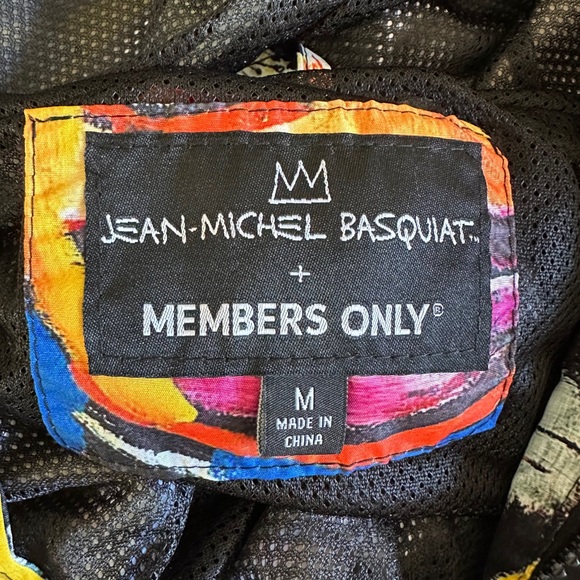 JEAN-MICHEL BASQUIAT™
+
MEMBERS ONLY®
M
MADE IN
CHINA